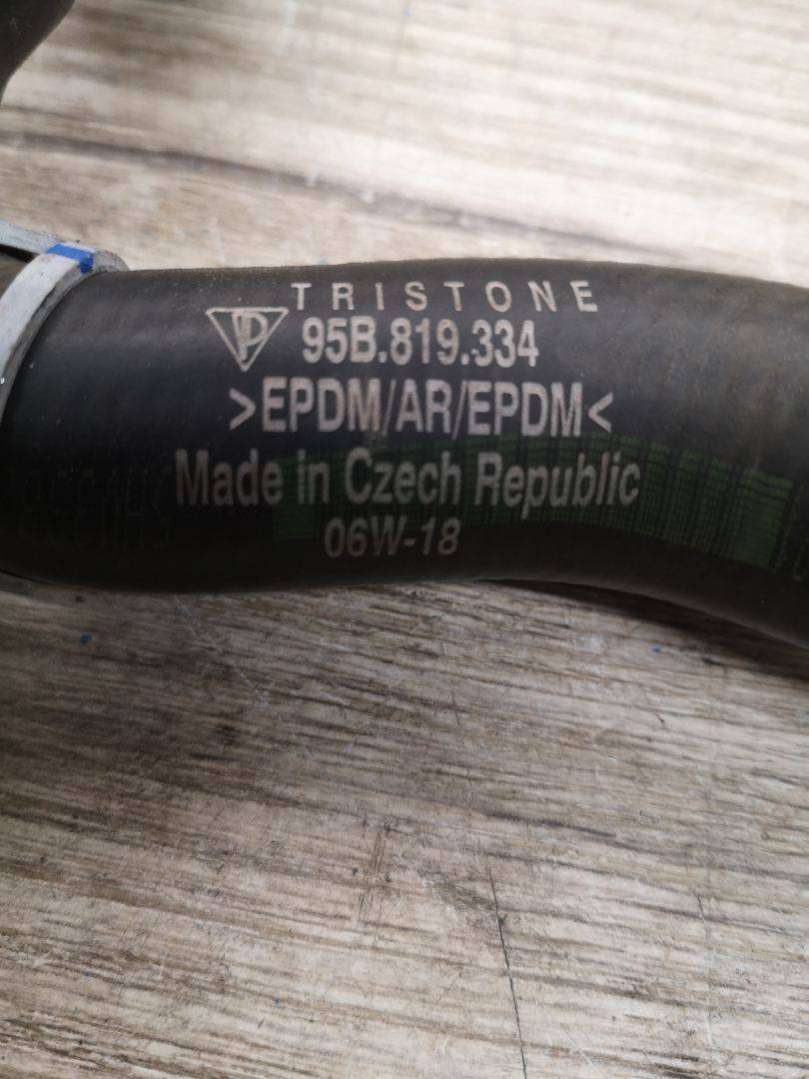 TRISTONE
95B.819.334
>EPDM/AR/EPDM<
Made in Czech Republic
06W-18